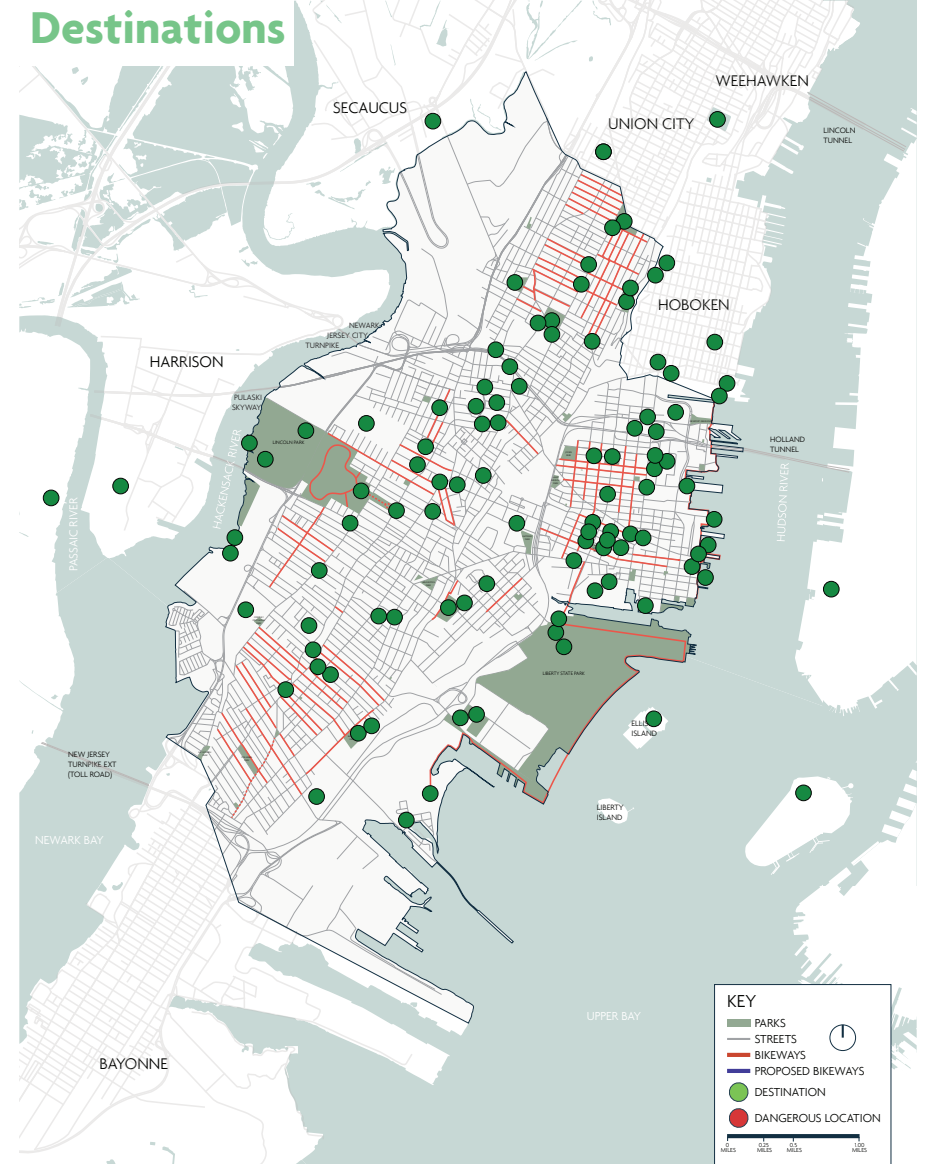 Destinations
WEEHAWKEN
SECAUCUS
UNION CITY
LINCOLN
TUNNEL
HOBOKEN
NEWARK
JERSEY CITY
TURNPIKE
HARRISON
PULASKI
SKYWAY
LINCOLN PARK
HOLLAND
TUNNEL
HACKENSACK RIVER
PASSAIC RIVER
HUDSON RIVER
LIBERTY STATE PARK
ELLIS
ISLAND
NEW JERSEY
TURNPIKE EXT
(TOLL ROAD)
LIBERTY
ISLAND
NEWARK BAY
UPPER BAY
BAYONNE
KEY
PARKS
STREETS
BIKEWAYS
PROPOSED BIKEWAYS
DESTINATION
DANGEROUS LOCATION
0 0.25 0.5 1.00
MILES MILES MILES MILES